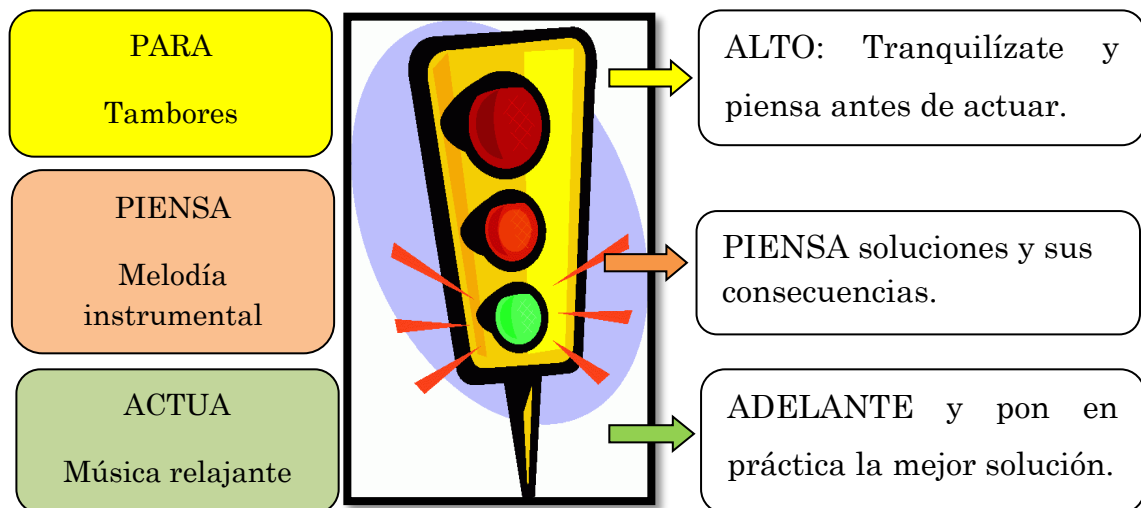 PARA
Tambores
ALTO: Tranquilízate y
piensa antes de actuar.
PIENSA
Melodía
instrumental
PIENSA soluciones y sus
consecuencias.
ACTUA
Música relajante
ADELANTE y pon en
práctica la mejor solución.